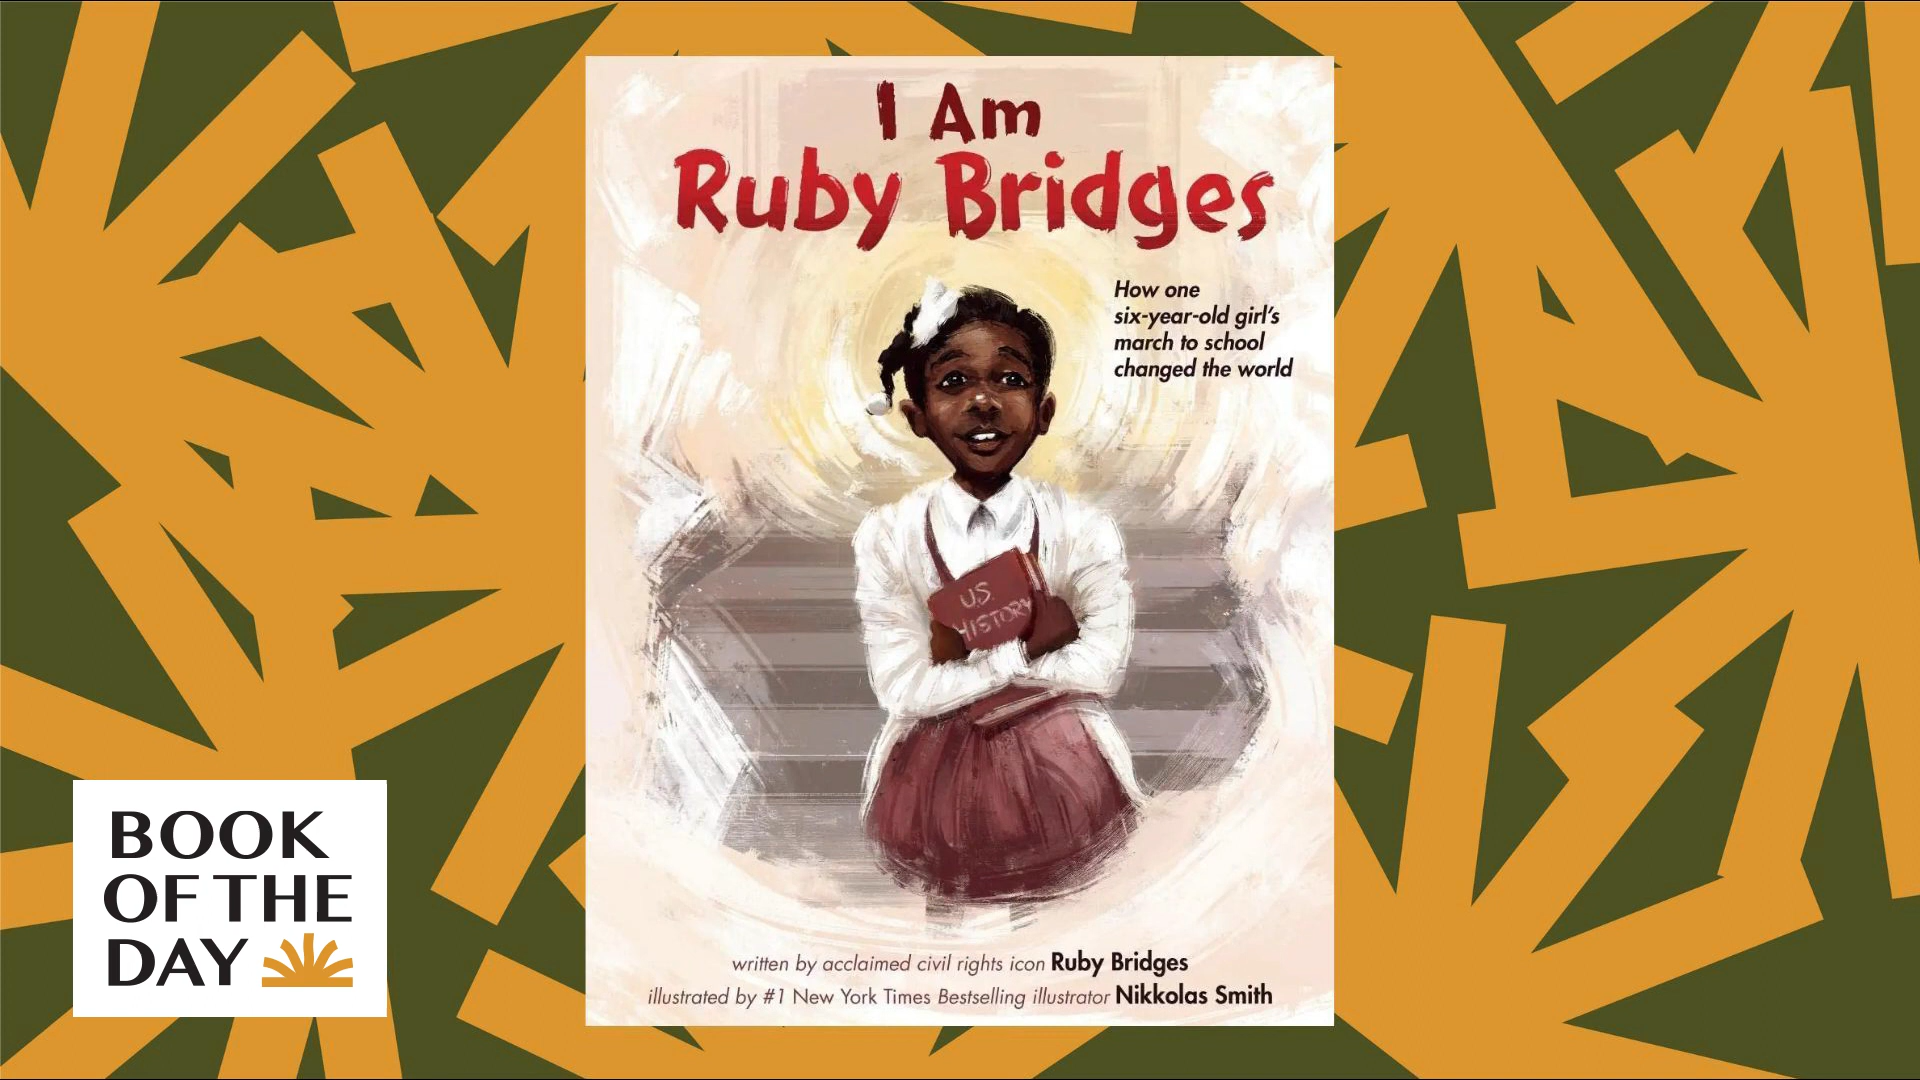 I Am
Ruby Bridges
How one
six-year-old girl's
march to school
changed the world
U.S.
HISTORY
written by acclaimed civil rights icon Ruby Bridges
illustrated by #1 New York Times Bestselling illustrator Nikkolas Smith
BOOK
OF THE
DAY